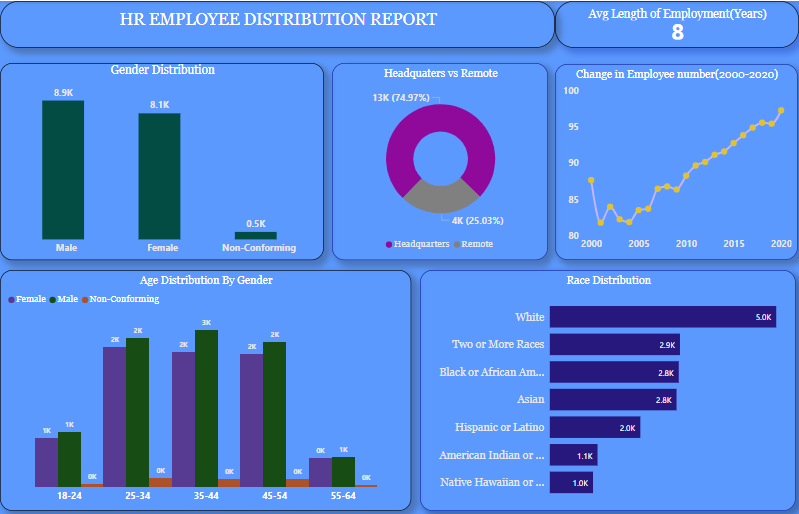 HR EMPLOYEE DISTRIBUTION REPORT
Avg Length of Employment(Years)
8
Gender Distribution
8.9K
8.1K
0.5K
Male
Female
Non-Conforming
Headquaters vs Remote
13K (74.97%)
4K (25.03%)
Headquarters
Remote
Change in Employee number(2000-2020)
100
95
90
85
80
2000
2005
2010
2015
2020
Age Distribution By Gender
Female
Male
Non-Conforming
1K
1K
0K
2K
2K
0K
2K
3K
0K
2K
2K
0K
0K
1K
0K
18-24
25-34
35-44
45-54
55-64
Race Distribution
White
5.0K
Two or More Races
2.9K
Black or African Am...
2.8K
Asian
2.8K
Hispanic or Latino
2.0K
American Indian or ...
1.1K
Native Hawaiian or ...
1.0K